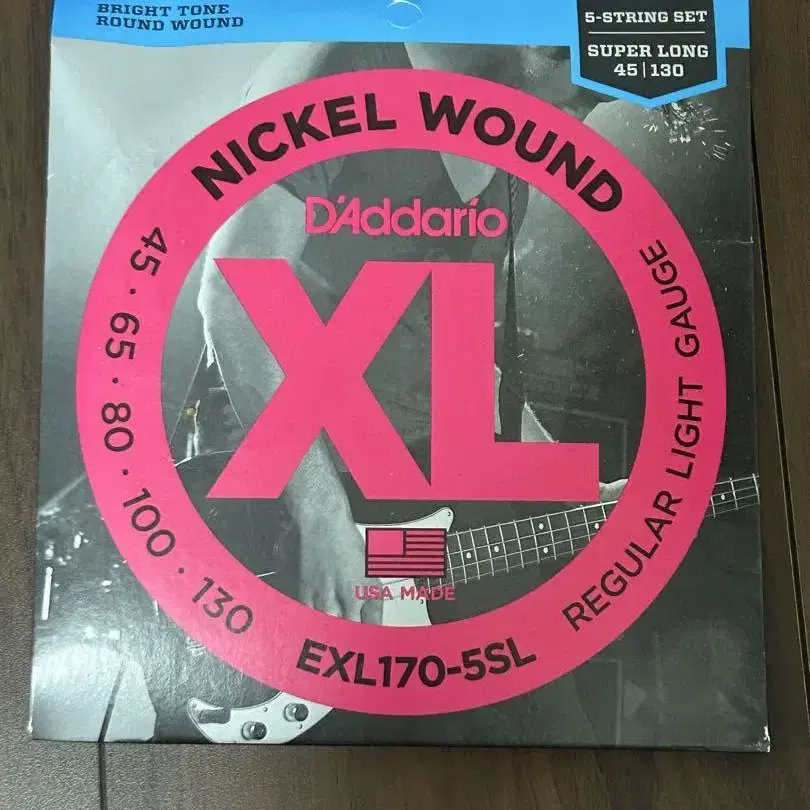 BRIGHT TONE
ROUND WOUND
5-STRING SET
SUPER LONG
45|130
NICKEL WOUND
D'Addario
XL
45 · 65 · 80 · 100 · 130
REGULAR LIGHT GAUGE
USA MADE
EXL170-5SL